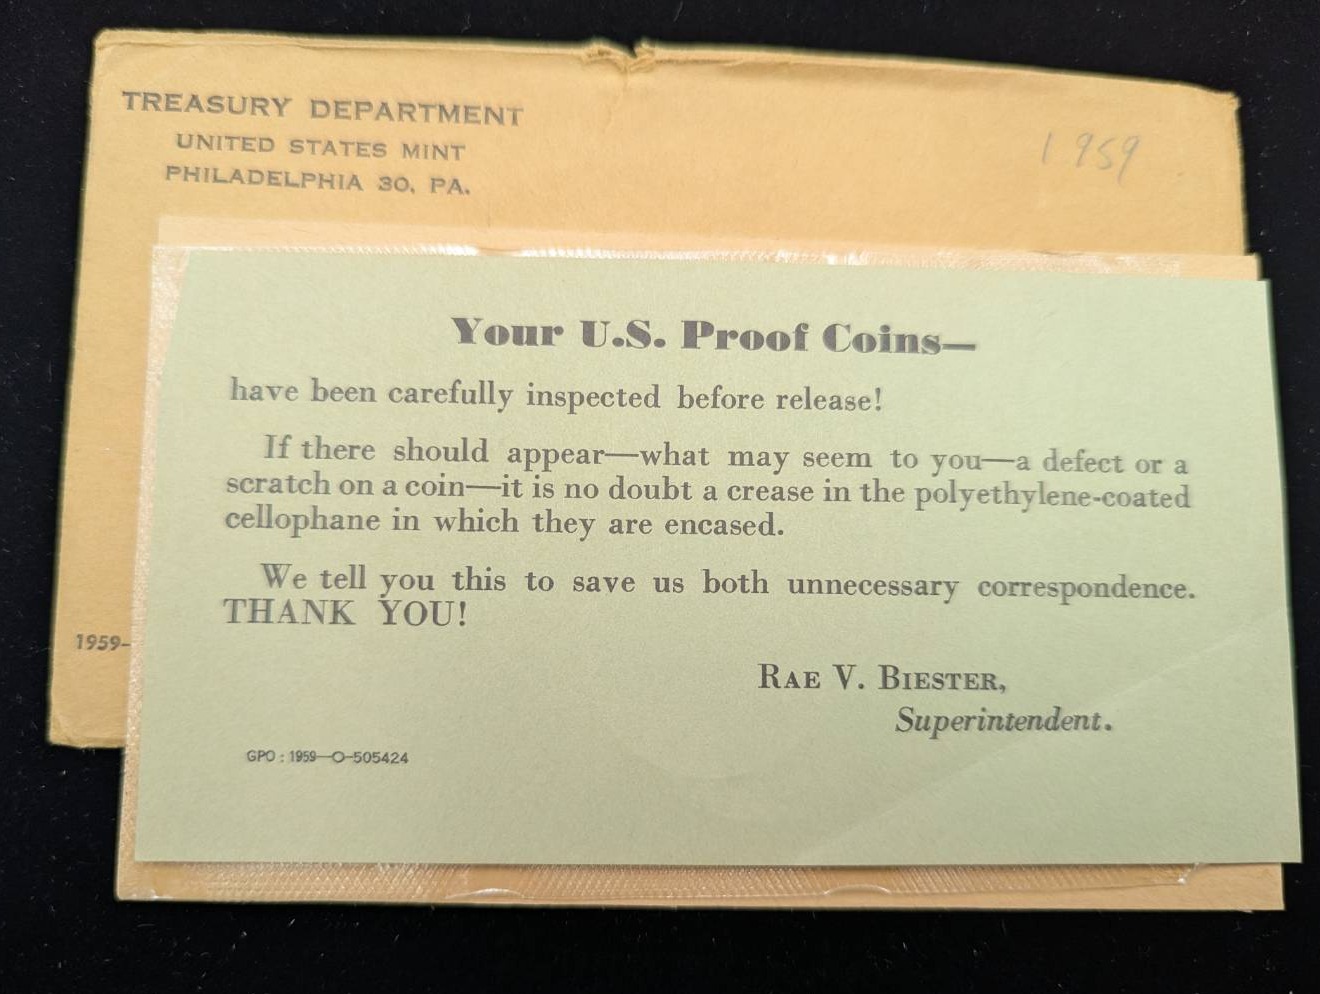 TREASURY DEPARTMENT
UNITED STATES MINT
PHILADELPHIA 30, PA.
1959
Your U.S. Proof Coins—
have been carefully inspected before release!
If there should appear—what may seem to you—a defect or a
scratch on a coin—it is no doubt a crease in the polyethylene-coated
cellophane in which they are encased.
We tell you this to save us both unnecessary correspondence.
THANK YOU!
1959-
RAE V. BIESTER,
Superintendent.
GPO : 1959—O-505424